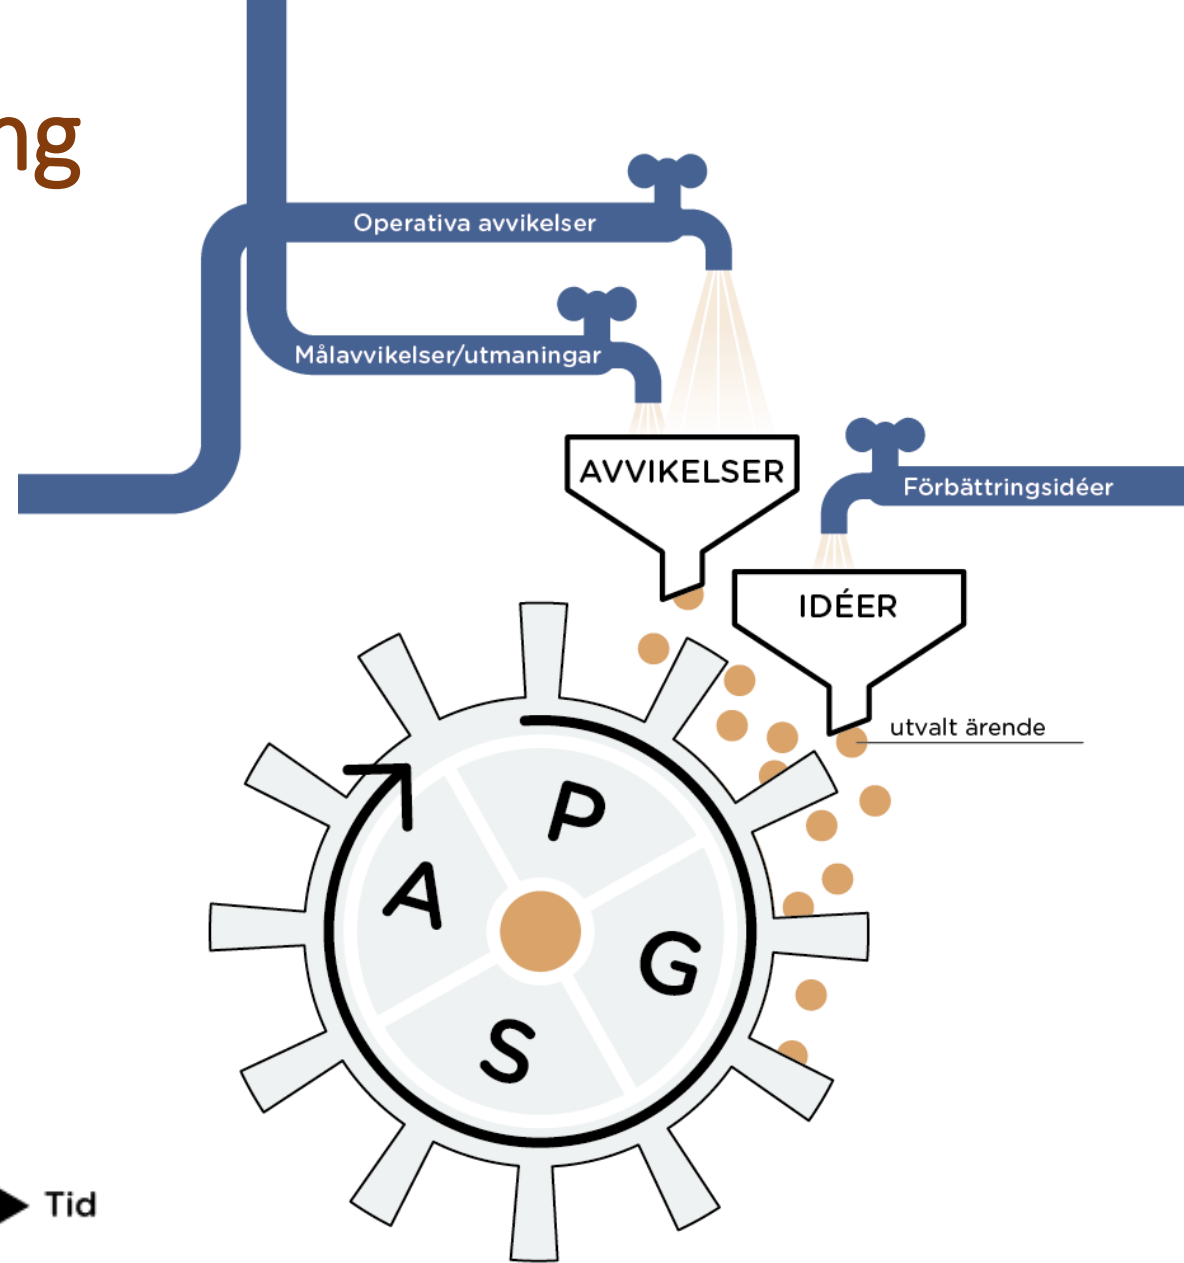 ng
Operativa avvikelser
Målavvikelser/utmaningar
AVVIKELSER
Förbättringsidéer
IDÉER
utvalt ärende
P
A
G
S
Tid